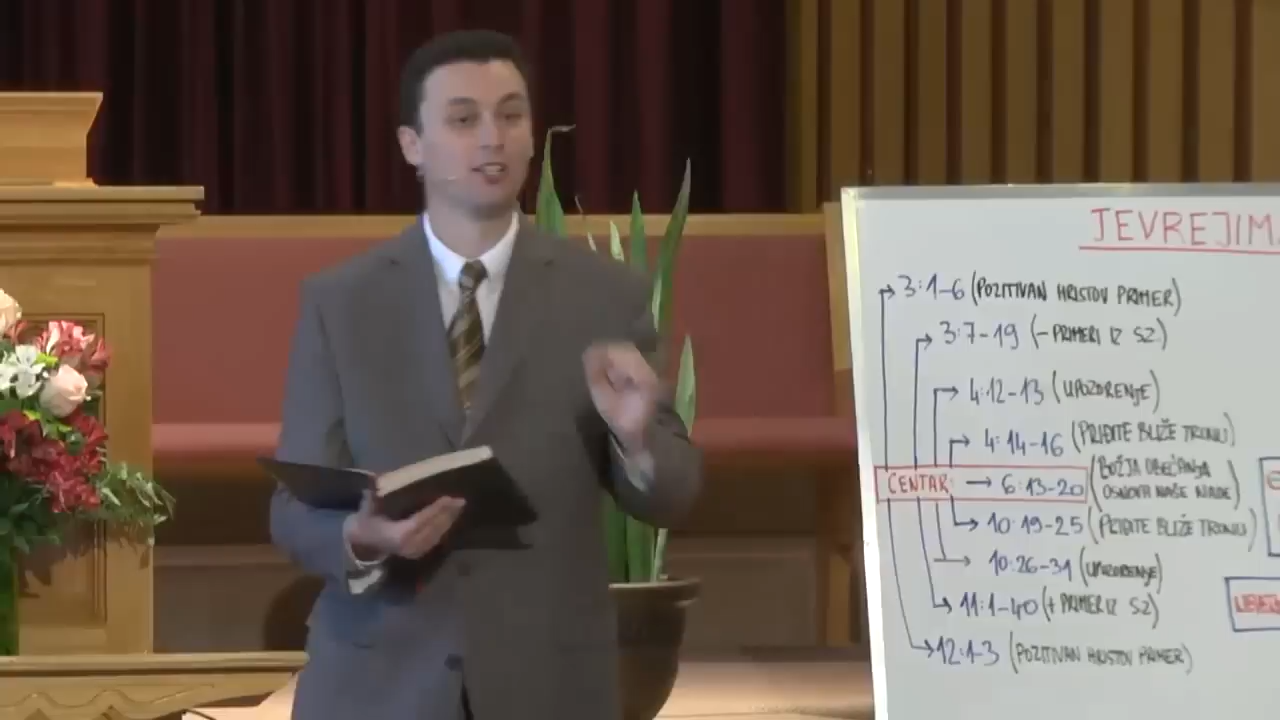 JEVREJIM
3:1-6 (POZITIVAN HRISTOV PRIMER)
3:7-19 (- PRIMERI IZ SZ.)
4:12-13 (UPOZORENJE)
4:14-16 (PRIĐITE BLIŽE TRONU)
CENTAR: → 6:13-20 (BOŽJA OBEĆANJA
OSNOVA NAŠE NADE)
10:19-25 (PRIĐITE BLIŽE TRONU)
10:26-31 (UPOZORENJE)
11:1-40 (+ PRIMERI IZ SZ)
12:1-3 (POZITIVAN HRISTOV PRIMER)